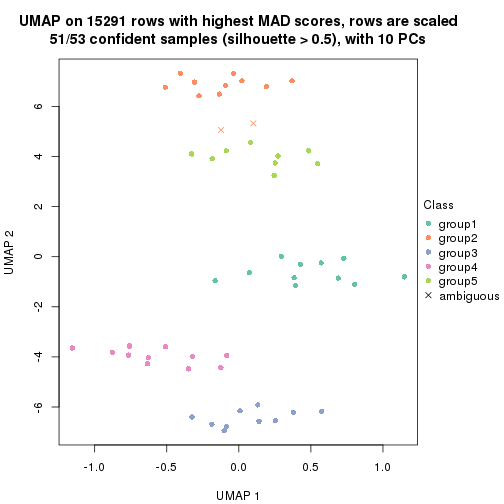 UMAP on 15291 rows with highest MAD scores, rows are scaled
51/53 confident samples (silhouette > 0.5), with 10 PCs
6
4
2
0
-2
-4
-6
UMAP 2
-1.0 -0.5 0.0 0.5 1.0
UMAP 1
Class
group1
group2
group3
group4
group5
ambiguous